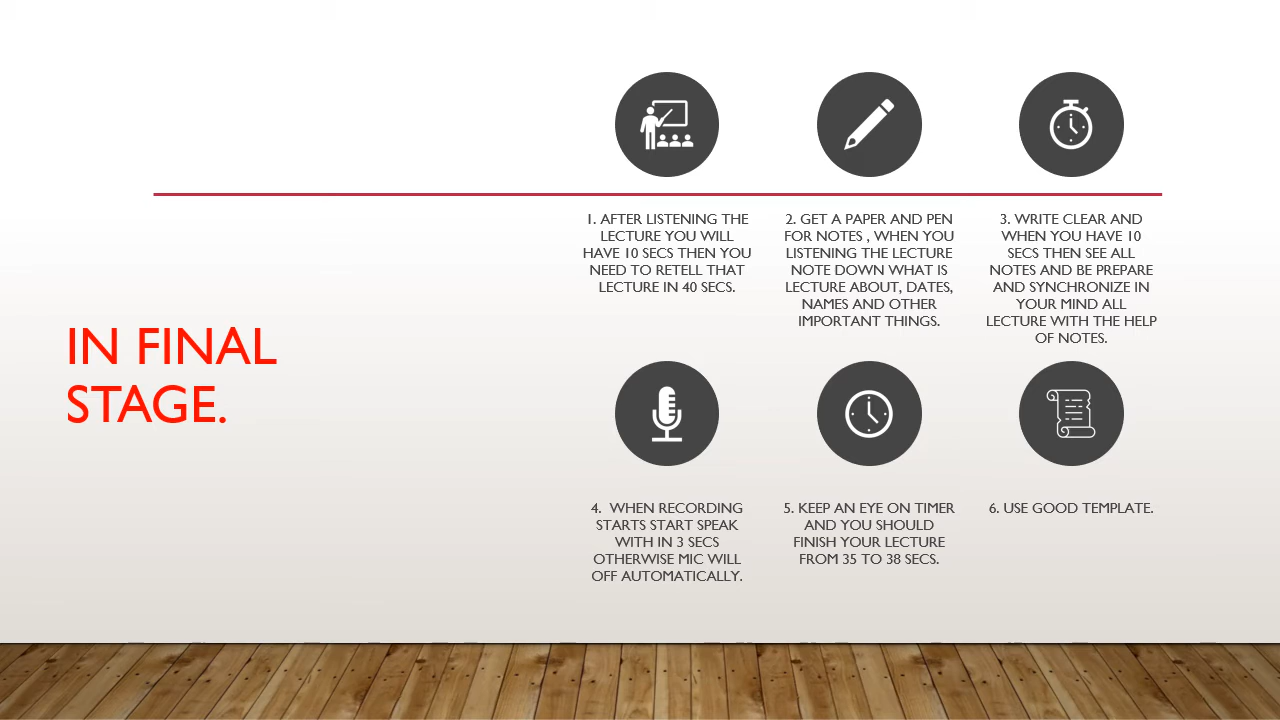 IN FINAL
STAGE.
1. AFTER LISTENING THE
LECTURE YOU WILL
HAVE 10 SECS THEN YOU
NEED TO RETELL THAT
LECTURE IN 40 SECS.
2. GET A PAPER AND PEN
FOR NOTES , WHEN YOU
LISTENING THE LECTURE
NOTE DOWN WHAT IS
LECTURE ABOUT, DATES,
NAMES AND OTHER
IMPORTANT THINGS.
3. WRITE CLEAR AND
WHEN YOU HAVE 10
SECS THEN SEE ALL
NOTES AND BE PREPARE
AND SYNCHRONIZE IN
YOUR MIND ALL
LECTURE WITH THE HELP
OF NOTES.
4.  WHEN RECORDING
STARTS START SPEAK
WITH IN 3 SECS
OTHERWISE MIC WILL
OFF AUTOMATICALLY.
5. KEEP AN EYE ON TIMER
AND YOU SHOULD
FINISH YOUR LECTURE
FROM 35 TO 38 SECS.
6. USE GOOD TEMPLATE.